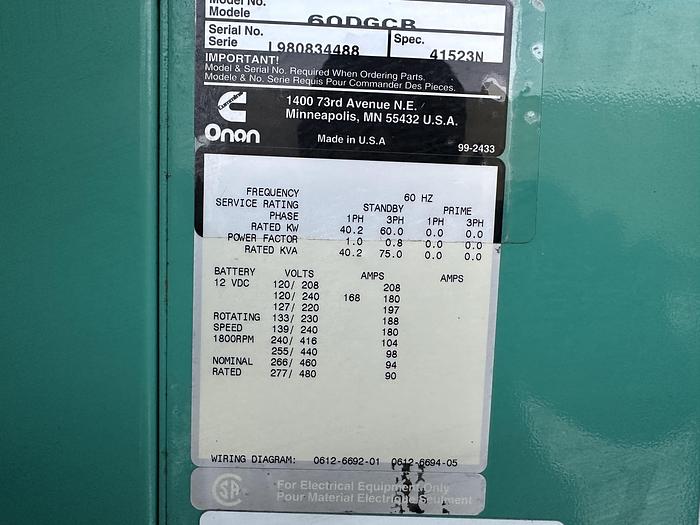 Model No.
Modele 60DGCB
Serial No.
Serie L980834488 Spec. 41523N
IMPORTANT!
Model & Serial No. Required When Ordering Parts.
Modele & No. Serie Requis Pour Commander Des Pieces.
Onan
1400 73rd Avenue N.E.
Minneapolis, MN 55432 U.S.A.
Made in U.S.A
99-2433
FREQUENCY 60 HZ
SERVICE RATING STANDBY PRIME
PHASE 1PH 3PH 1PH 3PH
RATED KW 40.2 60.0 0.0 0.0
POWER FACTOR 1.0 0.8 0.0 0.0
RATED KVA 40.2 75.0 0.0 0.0
BATTERY VOLTS AMPS AMPS
12 VDC 120/ 208 208
120/ 240 168 180
127/ 220 197
ROTATING 133/ 230 188
SPEED 139/ 240 180
1800RPM 240/ 416 104
255/ 440 98
NOMINAL 266/ 460 94
RATED 277/ 480 90
WIRING DIAGRAM: 0612-6692-01 0612-6694-05
For Electrical Equipment Only
Pour Material Electrique Seulment